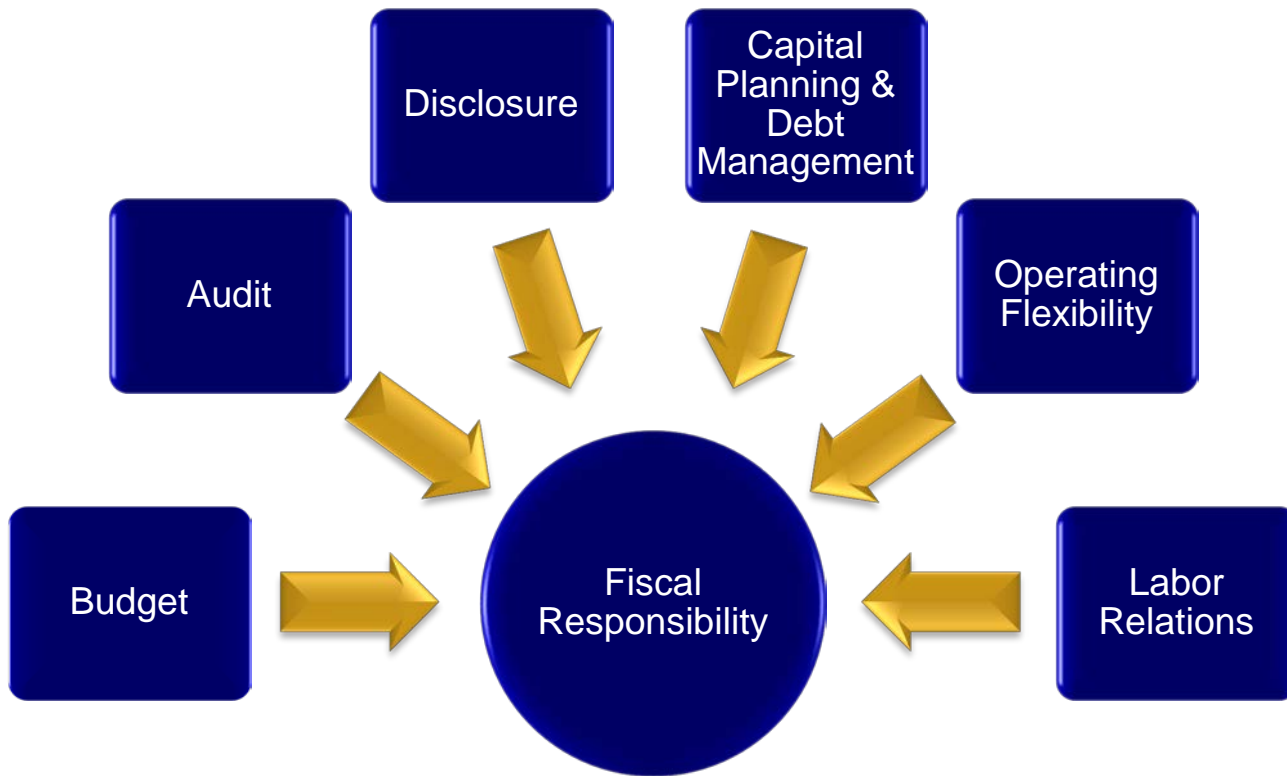 Disclosure
Capital
Planning &
Debt
Management
Audit
Operating
Flexibility
Budget
Fiscal
Responsibility
Labor
Relations